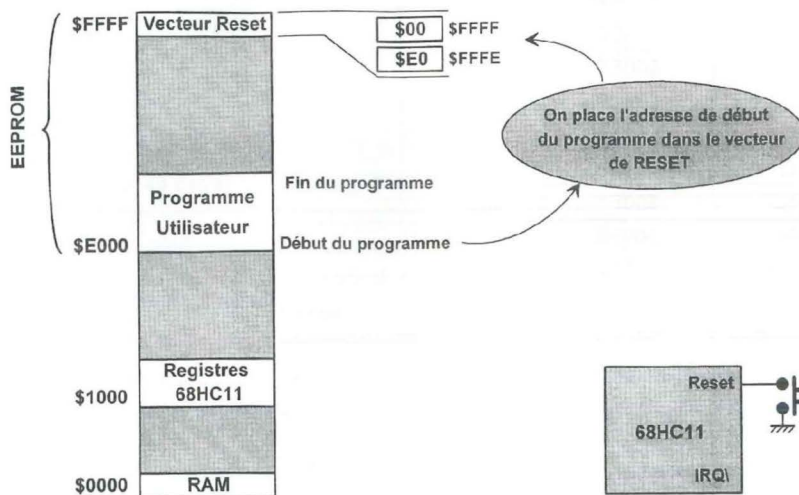 $FFFF
Vecteur Reset
$00 $FFFF
$E0 $FFFE
On place l'adresse de début
du programme dans le vecteur
de RESET
EEPROM
Fin du programme
Programme
Utilisateur
Début du programme
$E000
Registres
68HC11
$1000
Reset
68HC11
IRQ\
$0000
RAM